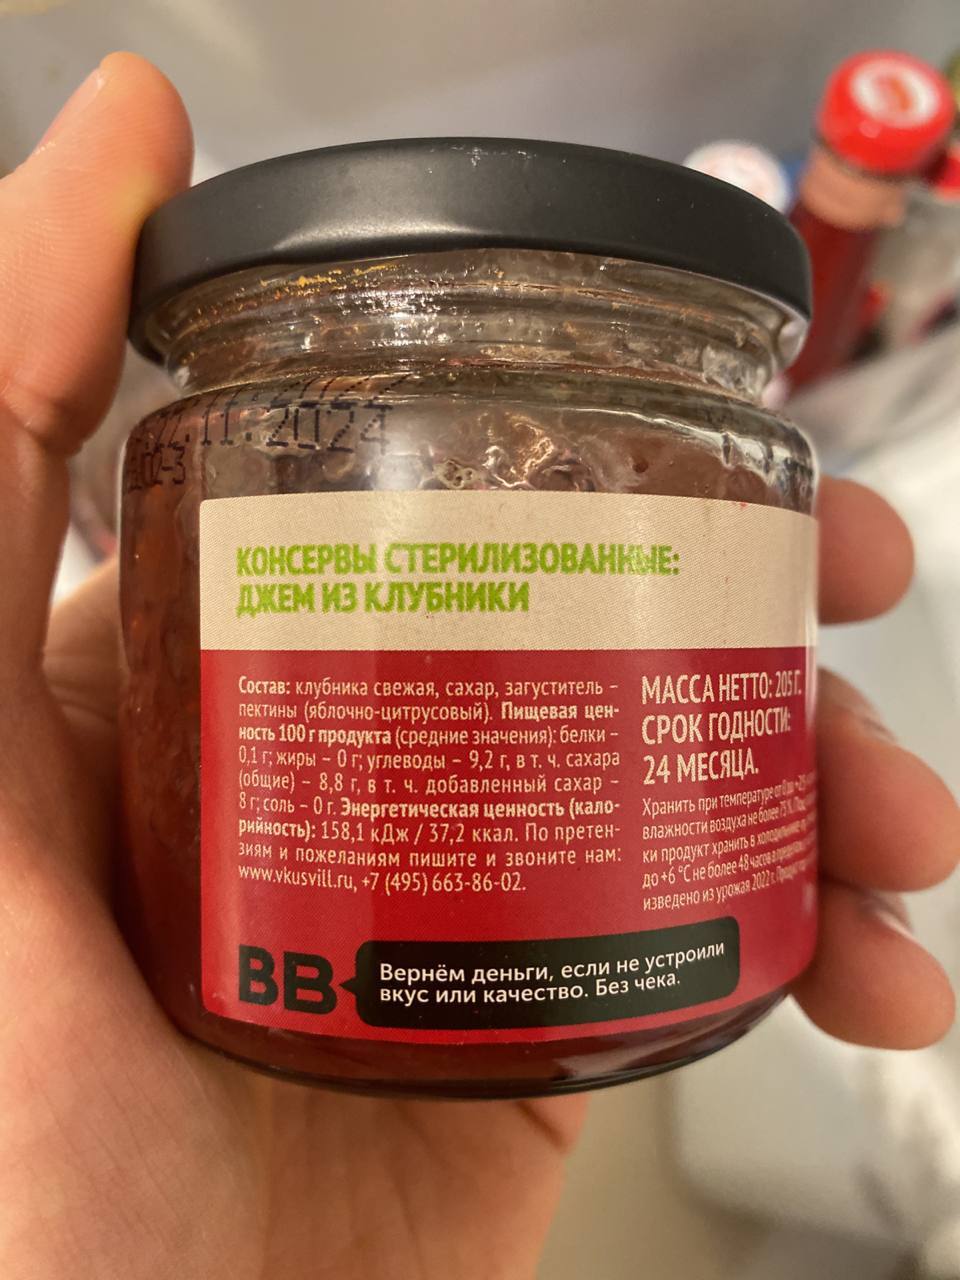 11.2024
КОНСЕРВЫ СТЕРИЛИЗОВАННЫЕ:
ДЖЕМ ИЗ КЛУБНИКИ
Состав: клубника свежая, сахар, загуститель –
пектины (яблочно-цитрусовый). Пищевая цен-
ность 100 г продукта (средние значения): белки –
0,1 г; жиры – 0 г; углеводы – 9,2 г, в т. ч. сахара
(общие) – 8,8 г, в т. ч. добавленный сахар –
8 г; соль – 0 г. Энергетическая ценность (кало-
рийность): 158,1 кДж / 37,2 ккал. По претен-
зиям и пожеланиям пишите и звоните нам:
www.vkusvill.ru, +7 (495) 663-86-02.
МАССА НЕТТО: 205 Г.
СРОК ГОДНОСТИ:
24 МЕСЯЦА.
Хранить при температуре от 0 до
влажности воздуха не более 75 %.
ки продукт хранить в холодильнике
до +6 °С не более 48 часов в
изведено из урожая 2022 г.
ВВ
Вернём деньги, если не устроили
вкус или качество. Без чека.